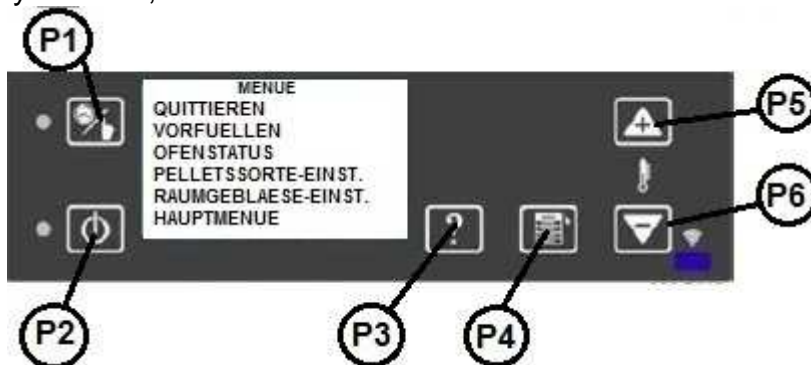 P1
MENUE
QUITTIEREN
VORFUELLEN
OFENSTATUS
PELLETSSORTE-EINST.
RAUMGEBLAESE-EINST.
HAUPTMENUE
+
P5
?
−
P6
P2
P3
P4